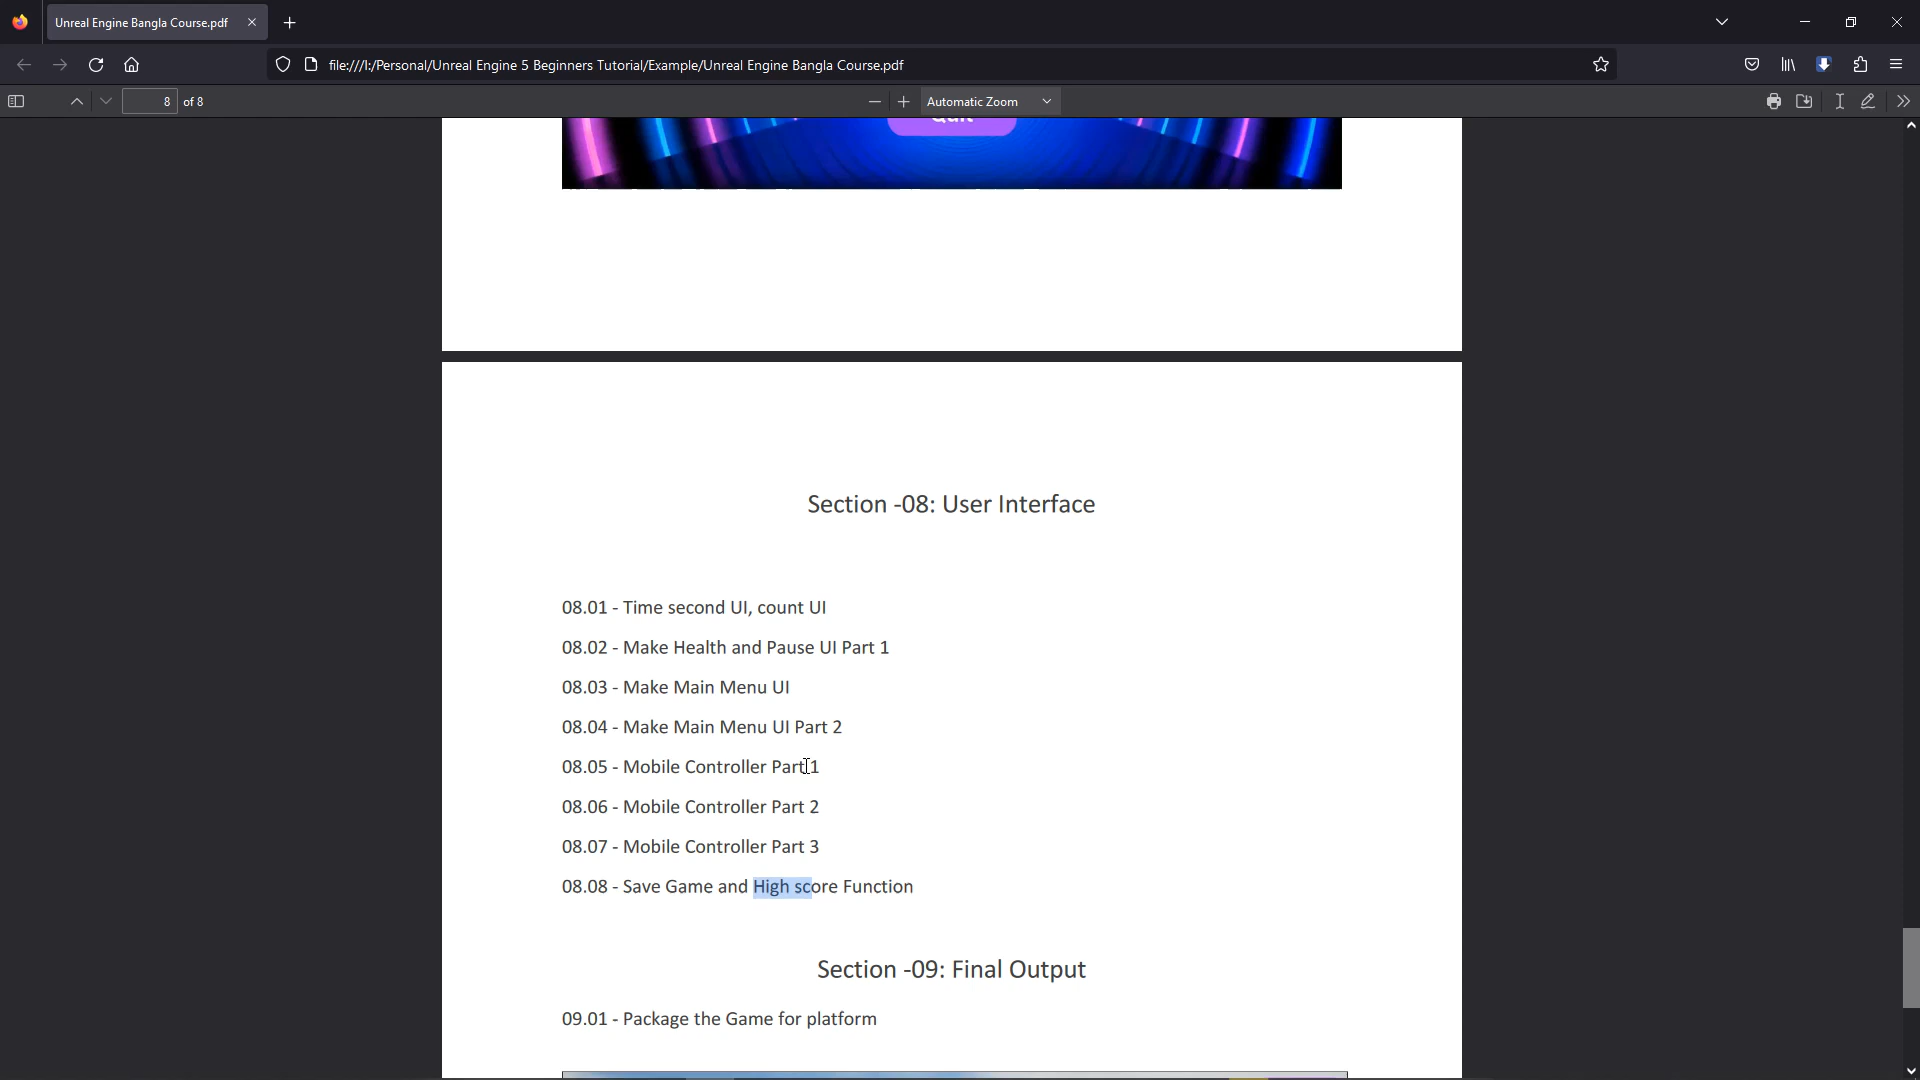 Unreal Engine Bangla Course.pdf
file:///I:/Personal/Unreal Engine 5 Beginners Tutorial/Example/Unreal Engine Bangla Course.pdf
8 of 8
Automatic Zoom
Quit
Section -08: User Interface
08.01 - Time second UI, count UI
08.02 - Make Health and Pause UI Part 1
08.03 - Make Main Menu UI
08.04 - Make Main Menu UI Part 2
08.05 - Mobile Controller Part 1
08.06 - Mobile Controller Part 2
08.07 - Mobile Controller Part 3
08.08 - Save Game and High score Function
Section -09: Final Output
09.01 - Package the Game for platform